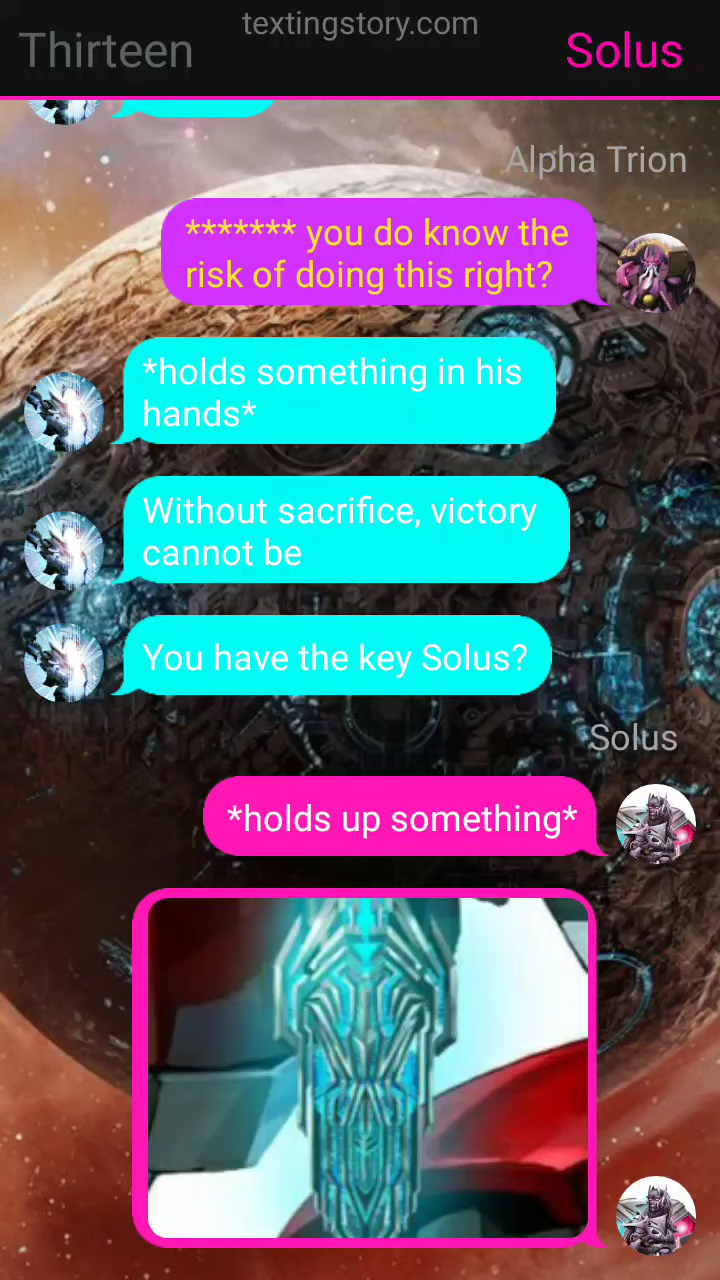 textingstory.com
Thirteen
Solus
Alpha Trion
******* you do know the
risk of doing this right?
*holds something in his
hands*
Without sacrifice, victory
cannot be
You have the key Solus?
Solus
*holds up something*